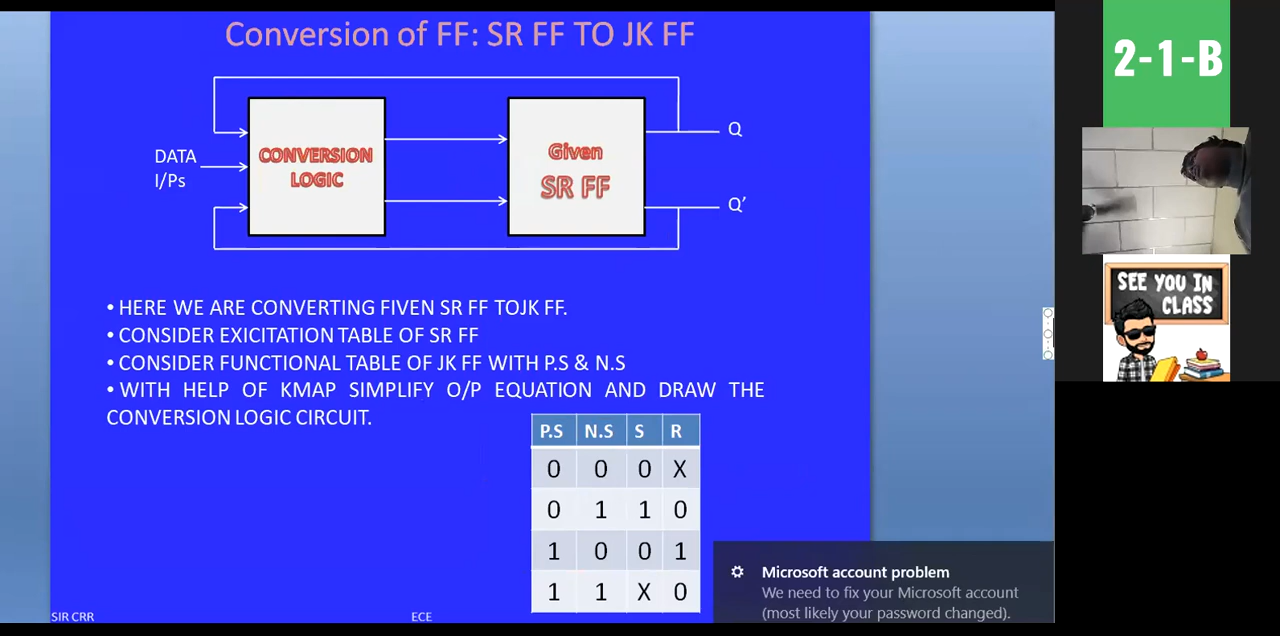 Conversion of FF: SR FF TO JK FF
DATA
I/Ps
CONVERSION
LOGIC
Given
SR FF
Q
Q'
• HERE WE ARE CONVERTING FIVEN SR FF TOJK FF.
• CONSIDER EXICITATION TABLE OF SR FF
• CONSIDER FUNCTIONAL TABLE OF JK FF WITH P.S & N.S
• WITH HELP OF KMAP SIMPLIFY O/P EQUATION AND DRAW THE
CONVERSION LOGIC CIRCUIT.
P.S N.S S R
0 0 0 X
0 1 1 0
1 0 0 1
1 1 X 0
SIR CRR
ECE
Microsoft account problem
We need to fix your Microsoft account
(most likely your password changed).
2-1-B
SEE YOU IN
CLASS